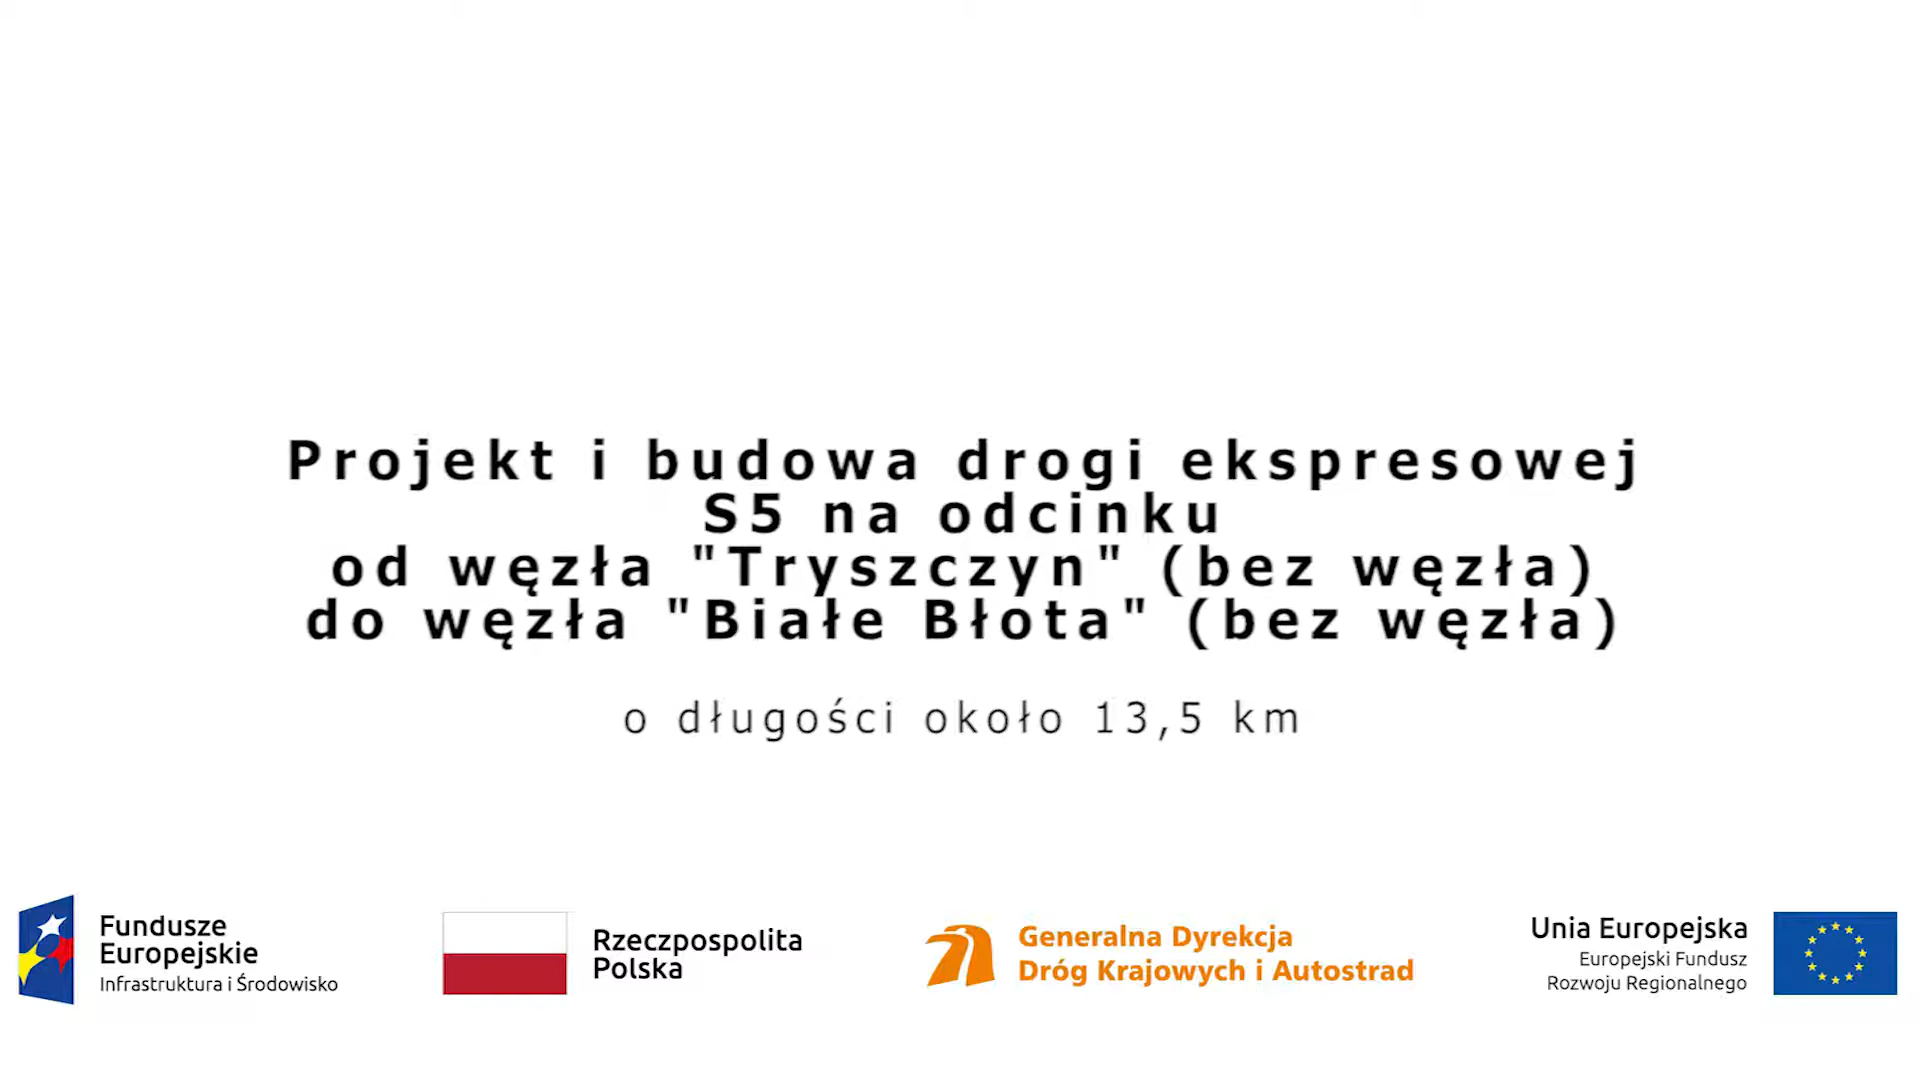 Projekt i budowa drogi ekspresowej
S5 na odcinku
od węzła "Tryszczyn" (bez węzła)
do węzła "Białe Błota" (bez węzła)
o długości około 13,5 km
Fundusze
Europejskie
Infrastruktura i Środowisko
Rzeczpospolita
Polska
Generalna Dyrekcja
Dróg Krajowych i Autostrad
Unia Europejska
Europejski Fundusz
Rozwoju Regionalnego